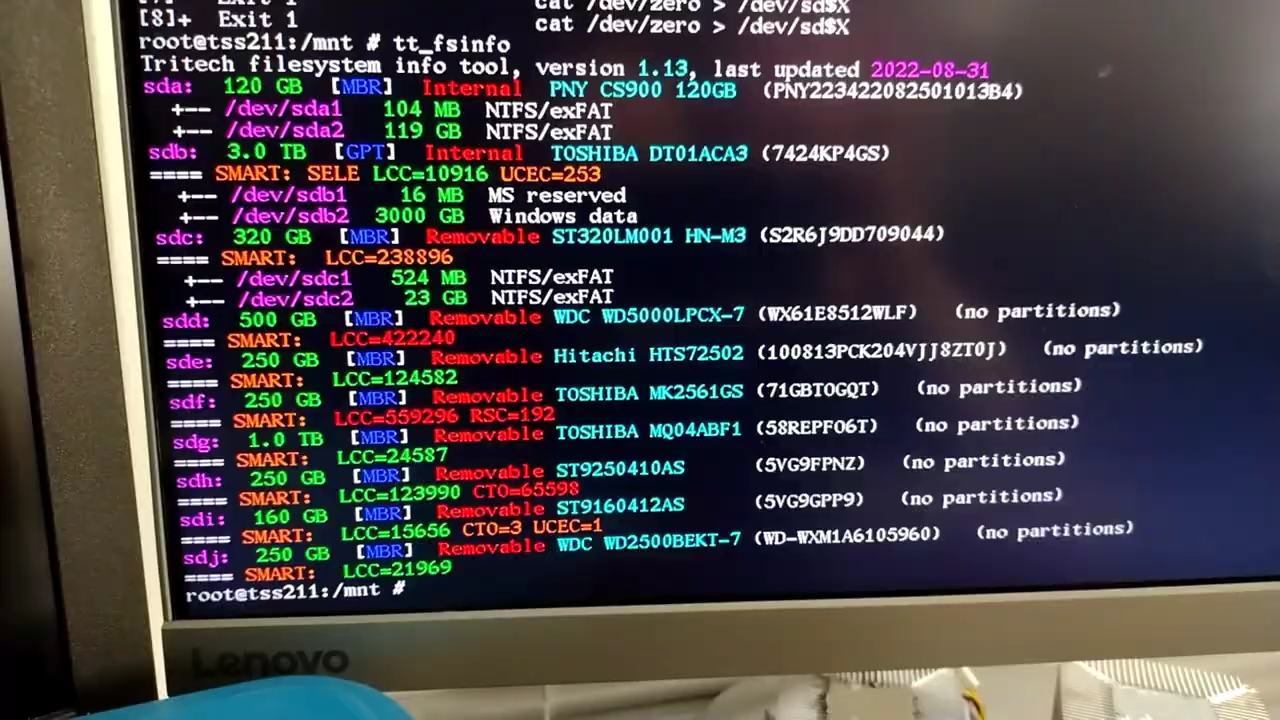 Exit 1 cat /dev/zero > /dev/sd$X
[8]+ Exit 1 cat /dev/zero > /dev/sd$X
root@tss211:/mnt # tt_fsinfo
Tritech filesystem info tool, version 1.13, last updated 2022-08-31
sda: 120 GB [MBR] Internal PNY CS900 120GB (PNY223422082501013B4)
+-- /dev/sda1 104 MB NTFS/exFAT
+-- /dev/sda2 119 GB NTFS/exFAT
sdb: 3.0 TB [GPT] Internal TOSHIBA DT01ACA3 (7424KP4GS)
==== SMART: SELE LCC=10916 UCEC=253
+-- /dev/sdb1 16 MB MS reserved
+-- /dev/sdb2 3000 GB Windows data
sdc: 320 GB [MBR] Removable ST320LM001 HN-M3 (S2R6J9DD709044)
==== SMART: LCC=238896
+-- /dev/sdc1 524 MB NTFS/exFAT
+-- /dev/sdc2 23 GB NTFS/exFAT
sdd: 500 GB [MBR] Removable WDC WD5000LPCX-7 (WX61E8512WLF) (no partitions)
==== SMART: LCC=422240
sde: 250 GB [MBR] Removable Hitachi HTS72502 (100813PCK204VJJ8ZT0J) (no partitions)
==== SMART: LCC=124582
sdf: 250 GB [MBR] Removable TOSHIBA MK2561GS (71GBT0GQT) (no partitions)
==== SMART: LCC=559296 RSC=192
sdg: 1.0 TB [MBR] Removable TOSHIBA MQ04ABF1 (58REPF06T) (no partitions)
==== SMART: LCC=24587
sdh: 250 GB [MBR] Removable ST9250410AS (5VG9FPNZ) (no partitions)
==== SMART: LCC=123990 CTO=65598
sdi: 160 GB [MBR] Removable ST9160412AS (5VG9GPP9) (no partitions)
==== SMART: LCC=15656 CTO=3 UCEC=1
sdj: 250 GB [MBR] Removable WDC WD2500BEKT-7 (WD-WXM1A6105960) (no partitions)
==== SMART: LCC=21969
root@tss211:/mnt #
Lenovo